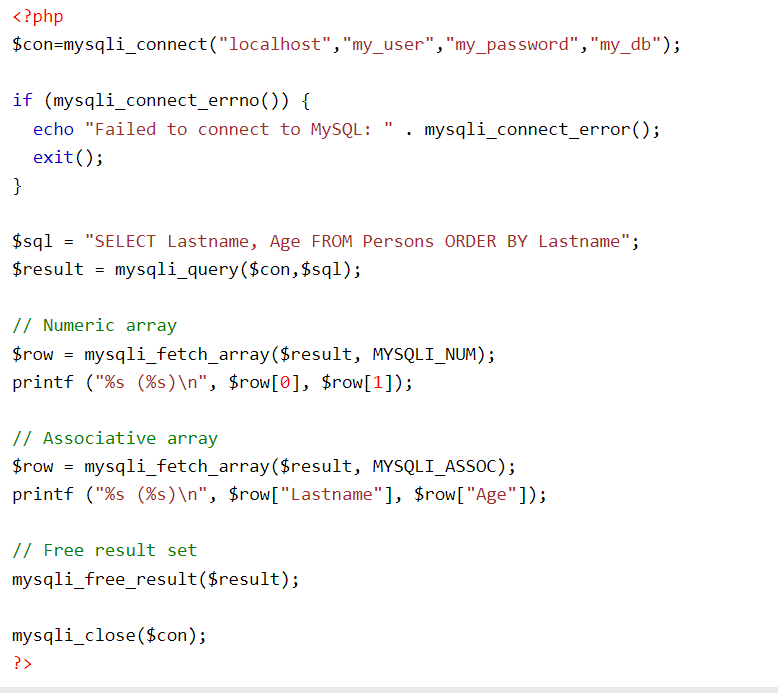 <?php
$con=mysqli_connect("localhost","my_user","my_password","my_db");
if (mysqli_connect_errno()) {
  echo "Failed to connect to MySQL: " . mysqli_connect_error();
  exit();
}
$sql = "SELECT Lastname, Age FROM Persons ORDER BY Lastname";
$result = mysqli_query($con,$sql);
// Numeric array
$row = mysqli_fetch_array($result, MYSQLI_NUM);
printf ("%s (%s)\n", $row[0], $row[1]);
// Associative array
$row = mysqli_fetch_array($result, MYSQLI_ASSOC);
printf ("%s (%s)\n", $row["Lastname"], $row["Age"]);
// Free result set
mysqli_free_result($result);
mysqli_close($con);
?>